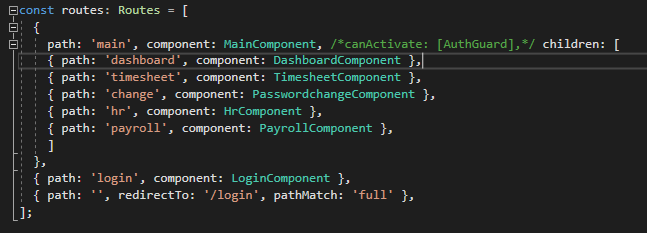 const routes: Routes = [
{
path: 'main', component: MainComponent, /*canActivate: [AuthGuard],*/ children: [
{ path: 'dashboard', component: DashboardComponent },
{ path: 'timesheet', component: TimesheetComponent },
{ path: 'change', component: PasswordchangeComponent },
{ path: 'hr', component: HrComponent },
{ path: 'payroll', component: PayrollComponent },
]
},
{ path: 'login', component: LoginComponent },
{ path: '', redirectTo: '/login', pathMatch: 'full' },
];